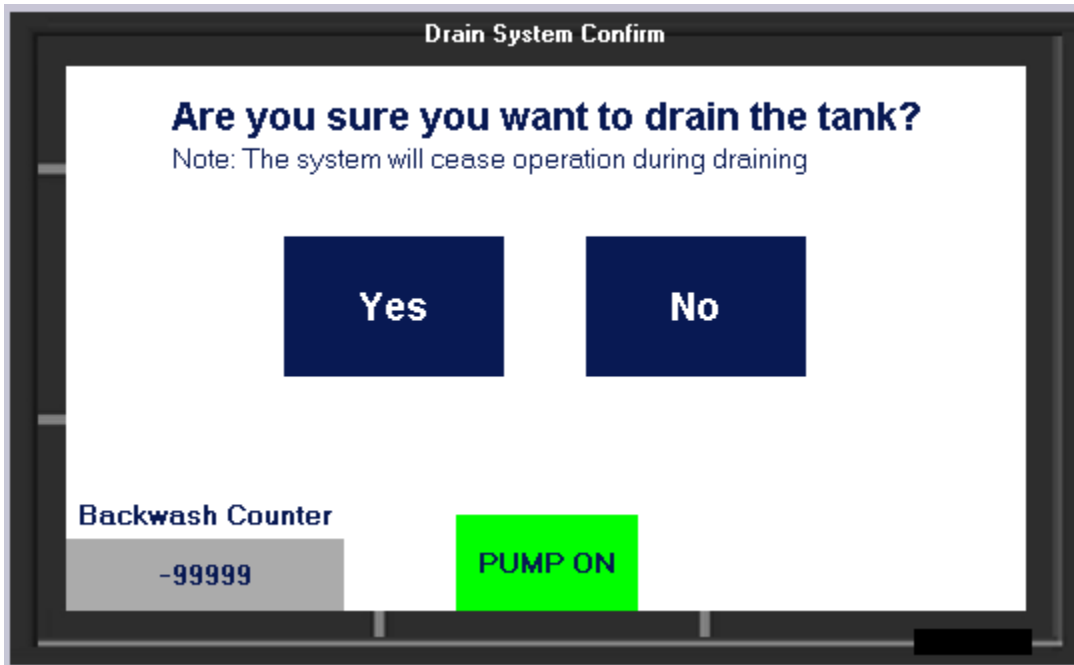 Drain System Confirm
Are you sure you want to drain the tank?
Note: The system will cease operation during draining
Yes
No
Backwash Counter
-99999
PUMP ON